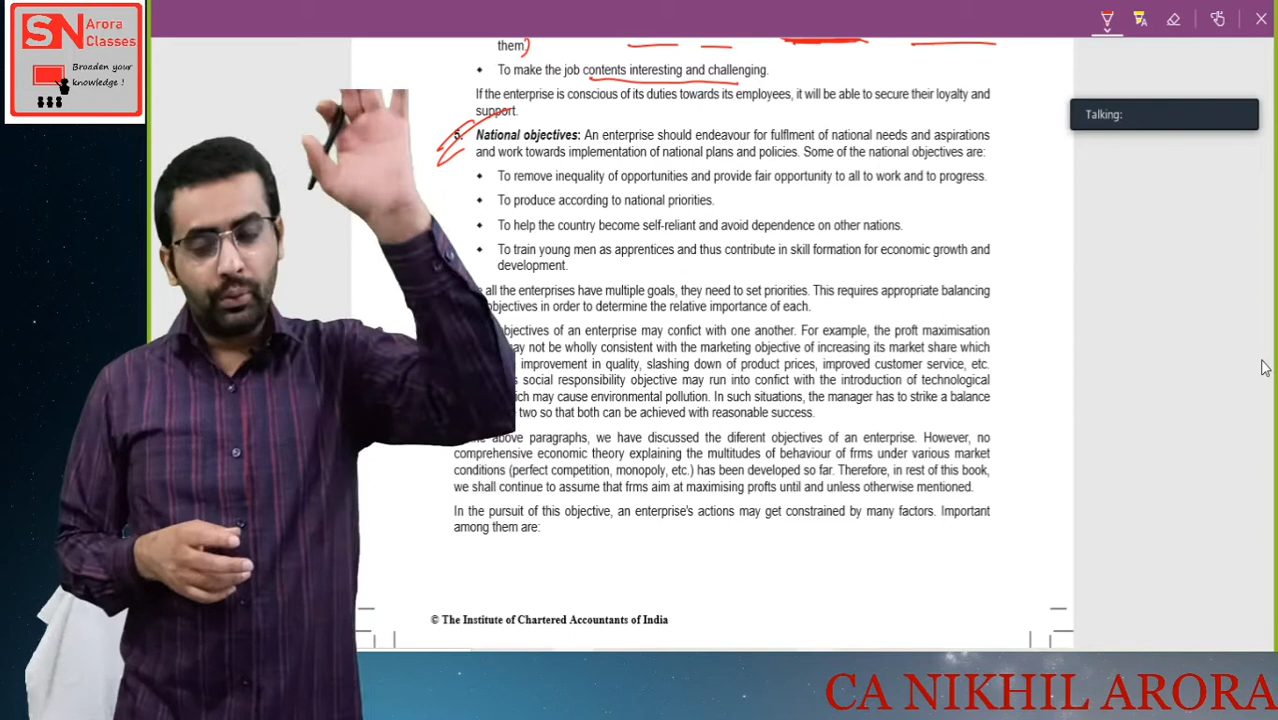 SN Arora
Classes
Broaden your
knowledge !
them
To make the job contents interesting and challenging.
If the enterprise is conscious of its duties towards its employees, it will be able to secure their loyalty and
support.
5. National objectives: An enterprise should endeavour for fulflment of national needs and aspirations
and work towards implementation of national plans and policies. Some of the national objectives are:
To remove inequality of opportunities and provide fair opportunity to all to work and to progress.
To produce according to national priorities.
To help the country become self-reliant and avoid dependence on other nations.
To train young men as apprentices and thus contribute in skill formation for economic growth and
development.
all the enterprises have multiple goals, they need to set priorities. This requires appropriate balancing
objectives in order to determine the relative importance of each.
objectives of an enterprise may confict with one another. For example, the proft maximisation
may not be wholly consistent with the marketing objective of increasing its market share which
improvement in quality, slashing down of product prices, improved customer service, etc.
social responsibility objective may run into confict with the introduction of technological
which may cause environmental pollution. In such situations, the manager has to strike a balance
two so that both can be achieved with reasonable success.
above paragraphs, we have discussed the diferent objectives of an enterprise. However, no
comprehensive economic theory explaining the multitudes of behaviour of frms under various market
conditions (perfect competition, monopoly, etc.) has been developed so far. Therefore, in rest of this book,
we shall continue to assume that frms aim at maximising profts until and unless otherwise mentioned.
In the pursuit of this objective, an enterprise's actions may get constrained by many factors. Important
among them are:
© The Institute of Chartered Accountants of India
Talking:
CA NIKHIL ARORA